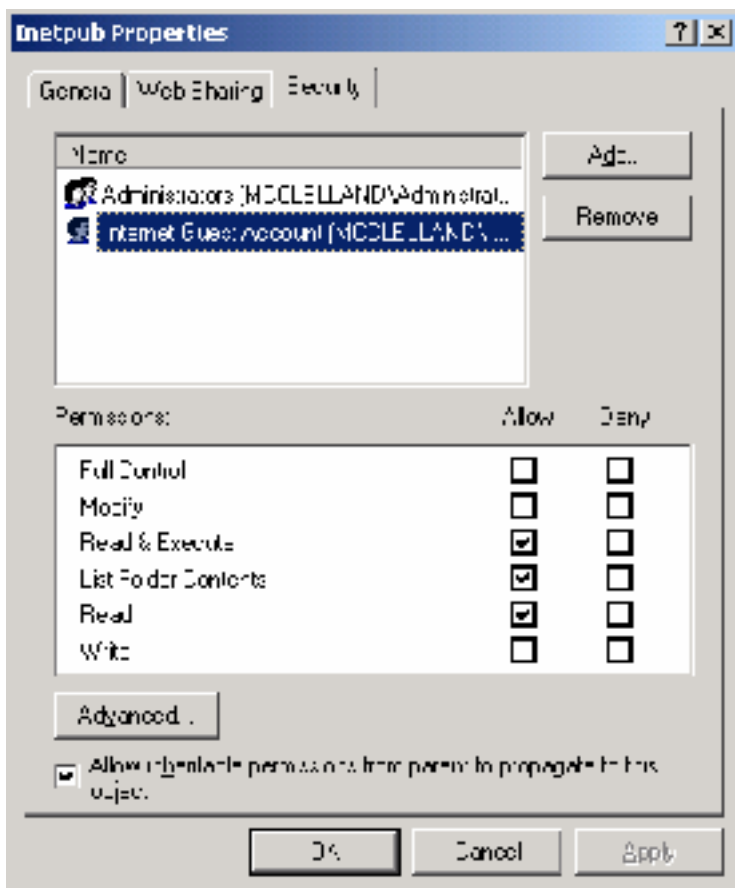 Inetpub Properties
General Web Sharing Security
Name
Add...
Administrators (MCCLELLAND\Administrat...
Remove
Internet Guest Account (MCCLELLAND\I...
Permissions: Allow Deny
Full Control
Modify
Read & Execute
List Folder Contents
Read
Write
Advanced...
Allow inheritable permissions from parent to propagate to this
object
OK Cancel Apply